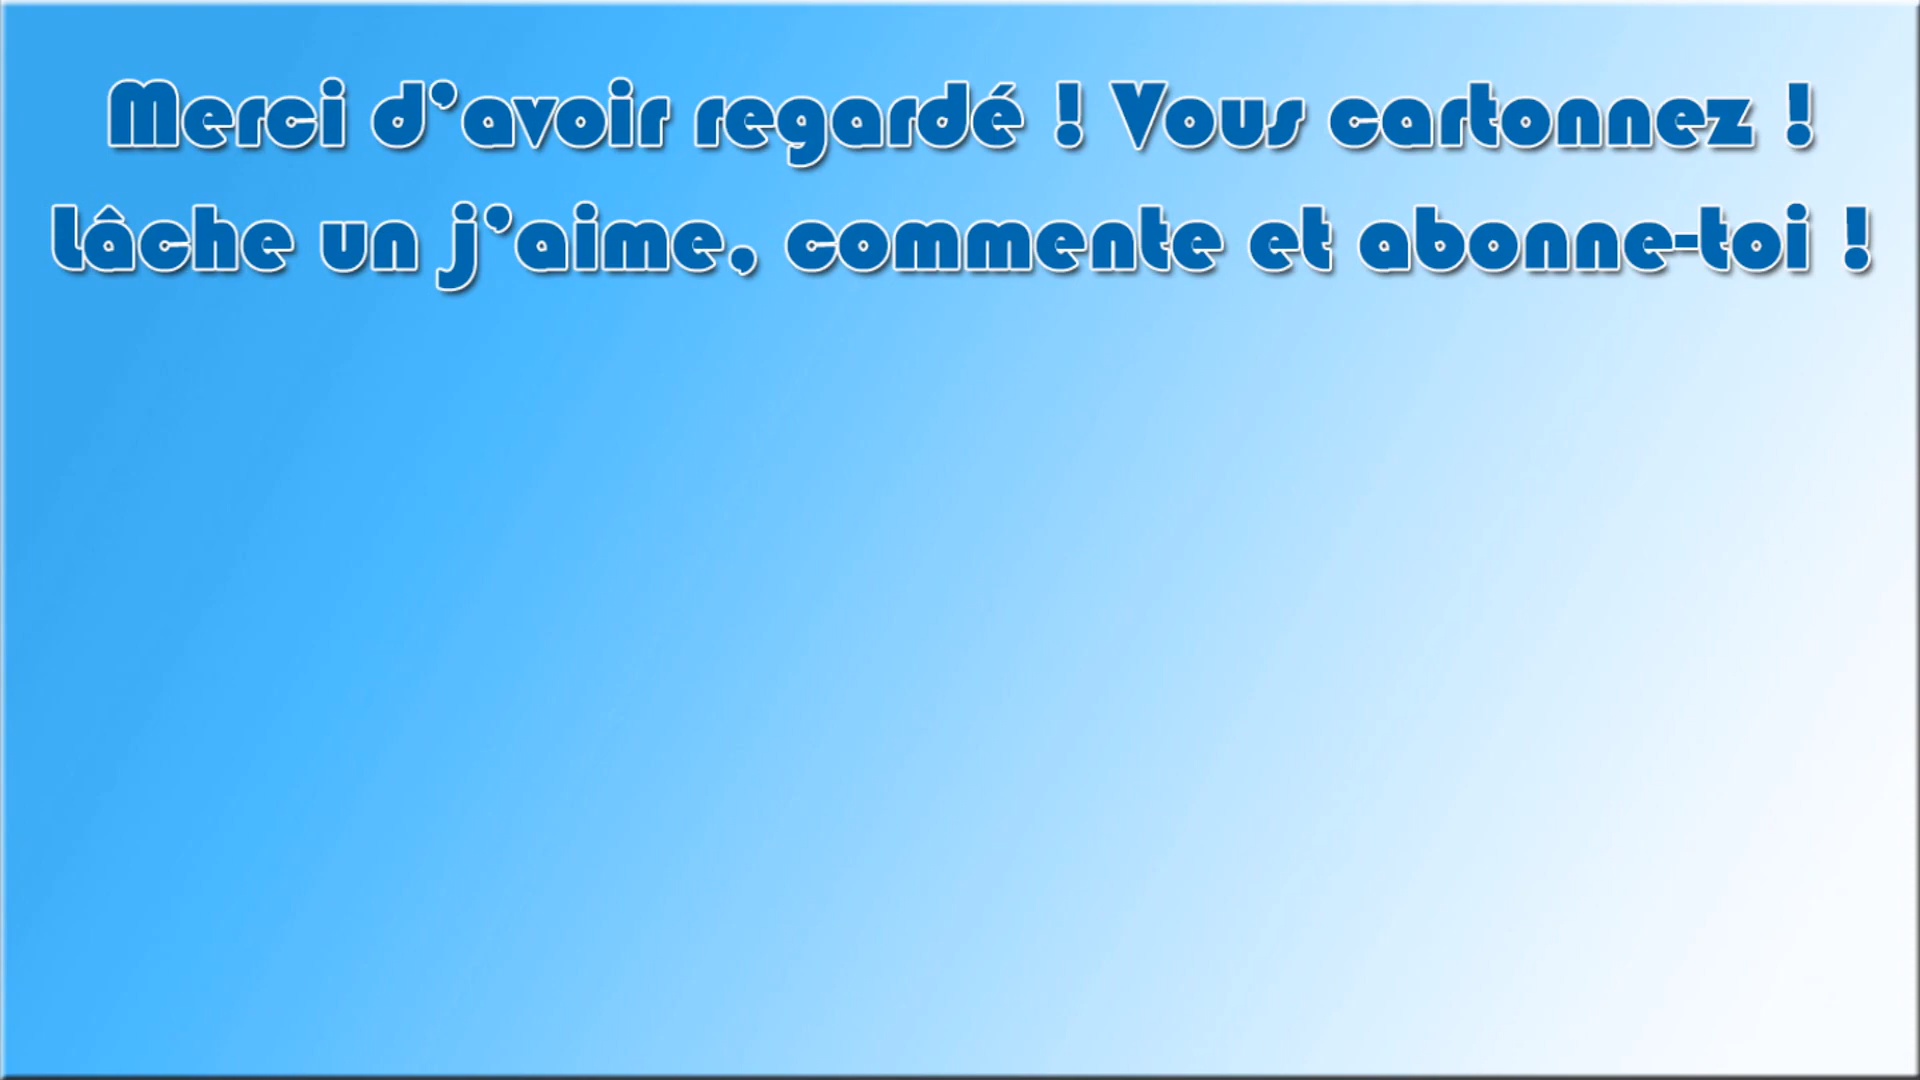 Merci d’avoir regardé ! Vous cartonnez !
Lâche un j’aime, commente et abonne-toi !